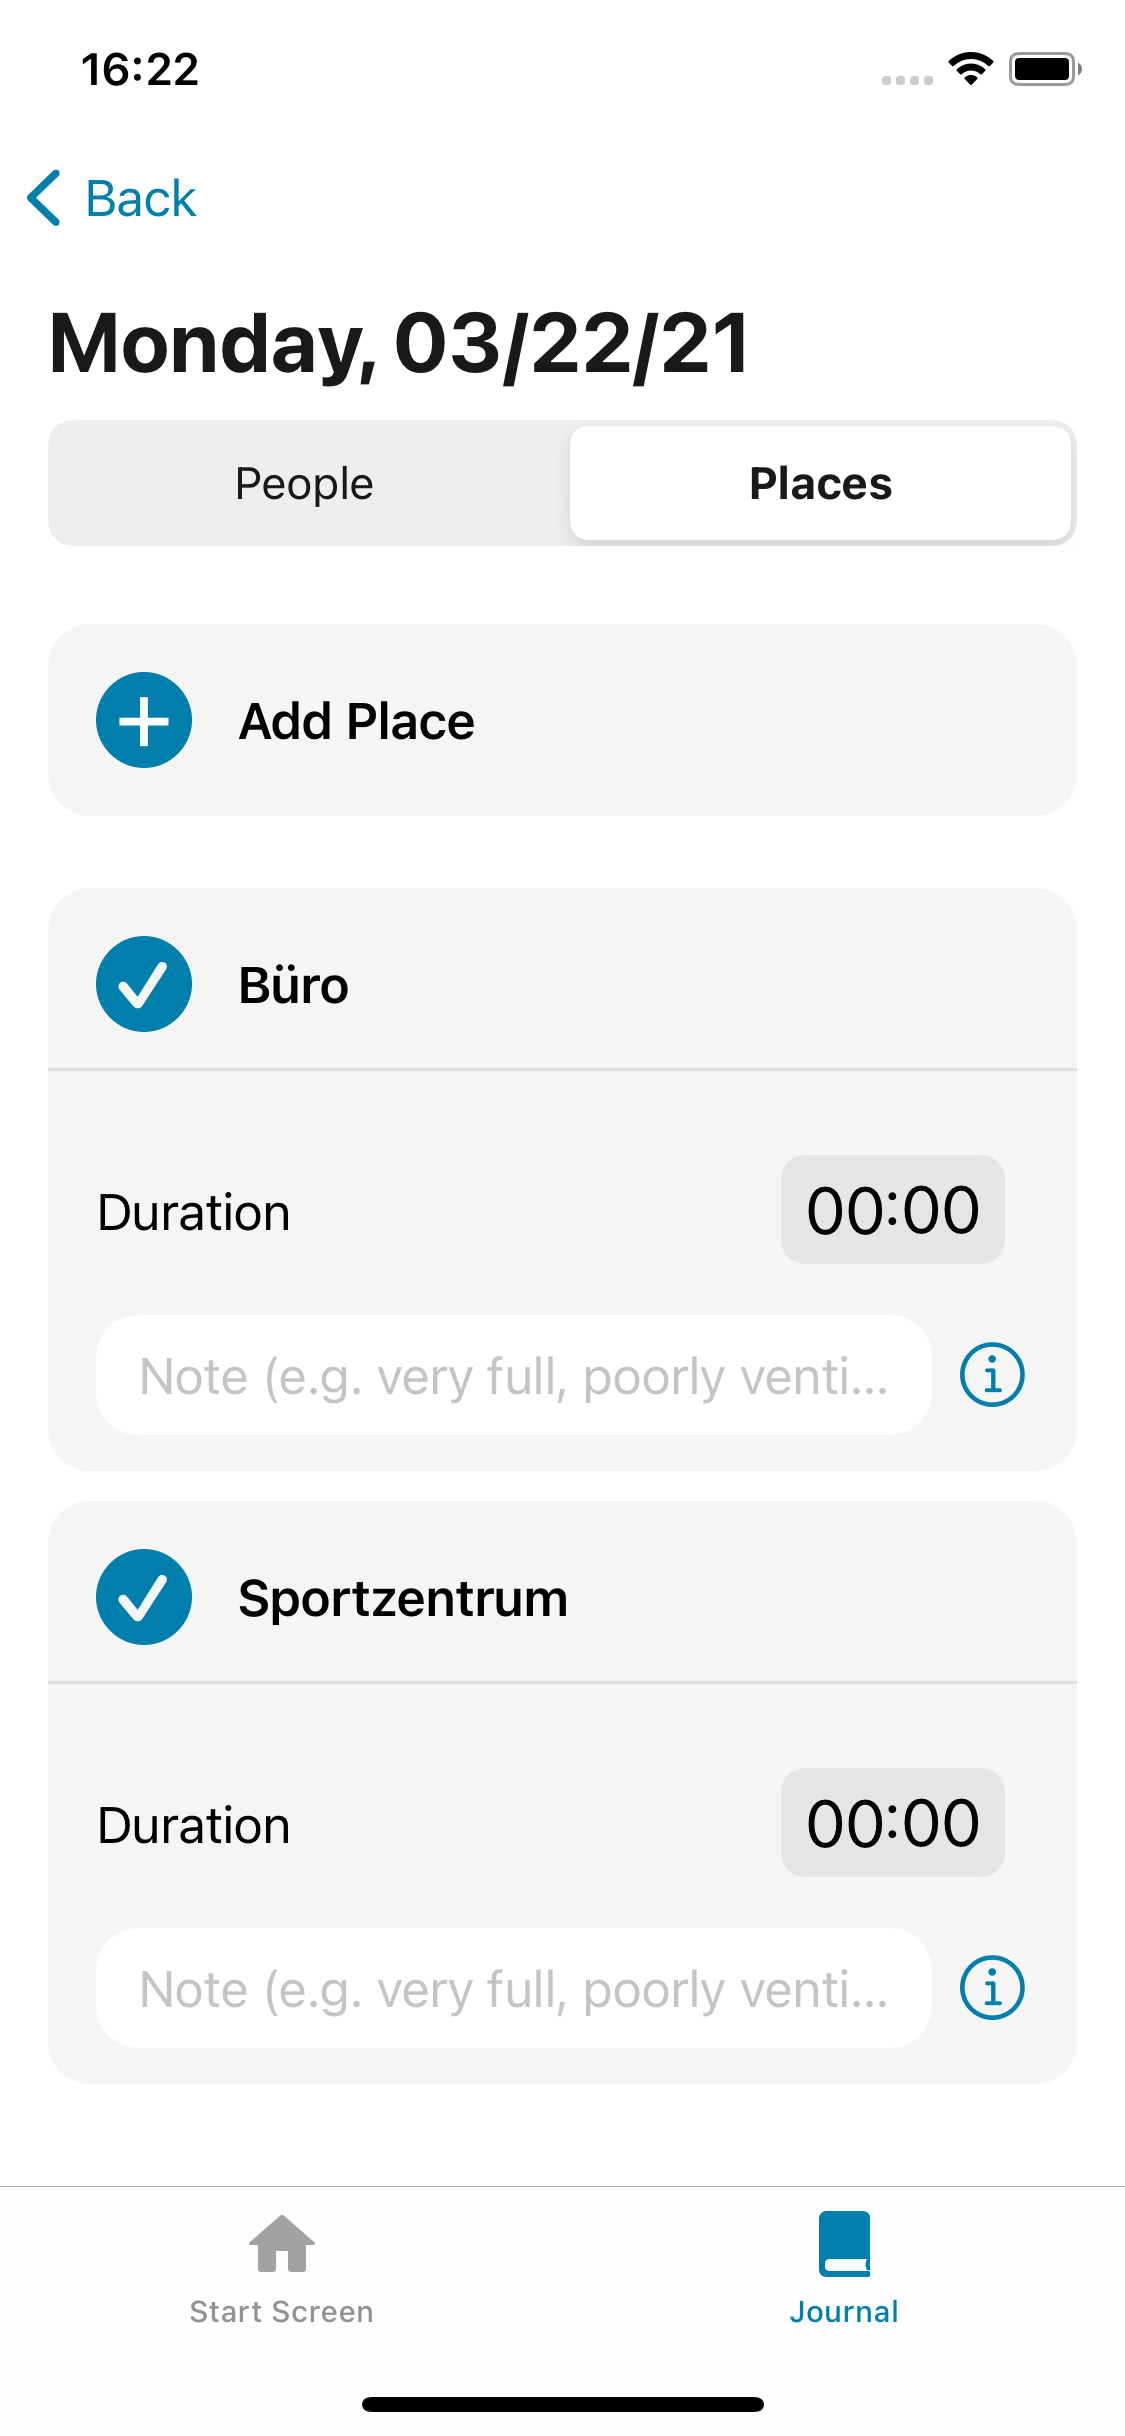 16:22
Back
Monday, 03/22/21
People
Places
Add Place
Büro
Duration
00:00
Note (e.g. very full, poorly venti...
Sportzentrum
Duration
00:00
Note (e.g. very full, poorly venti...
Start Screen
Journal